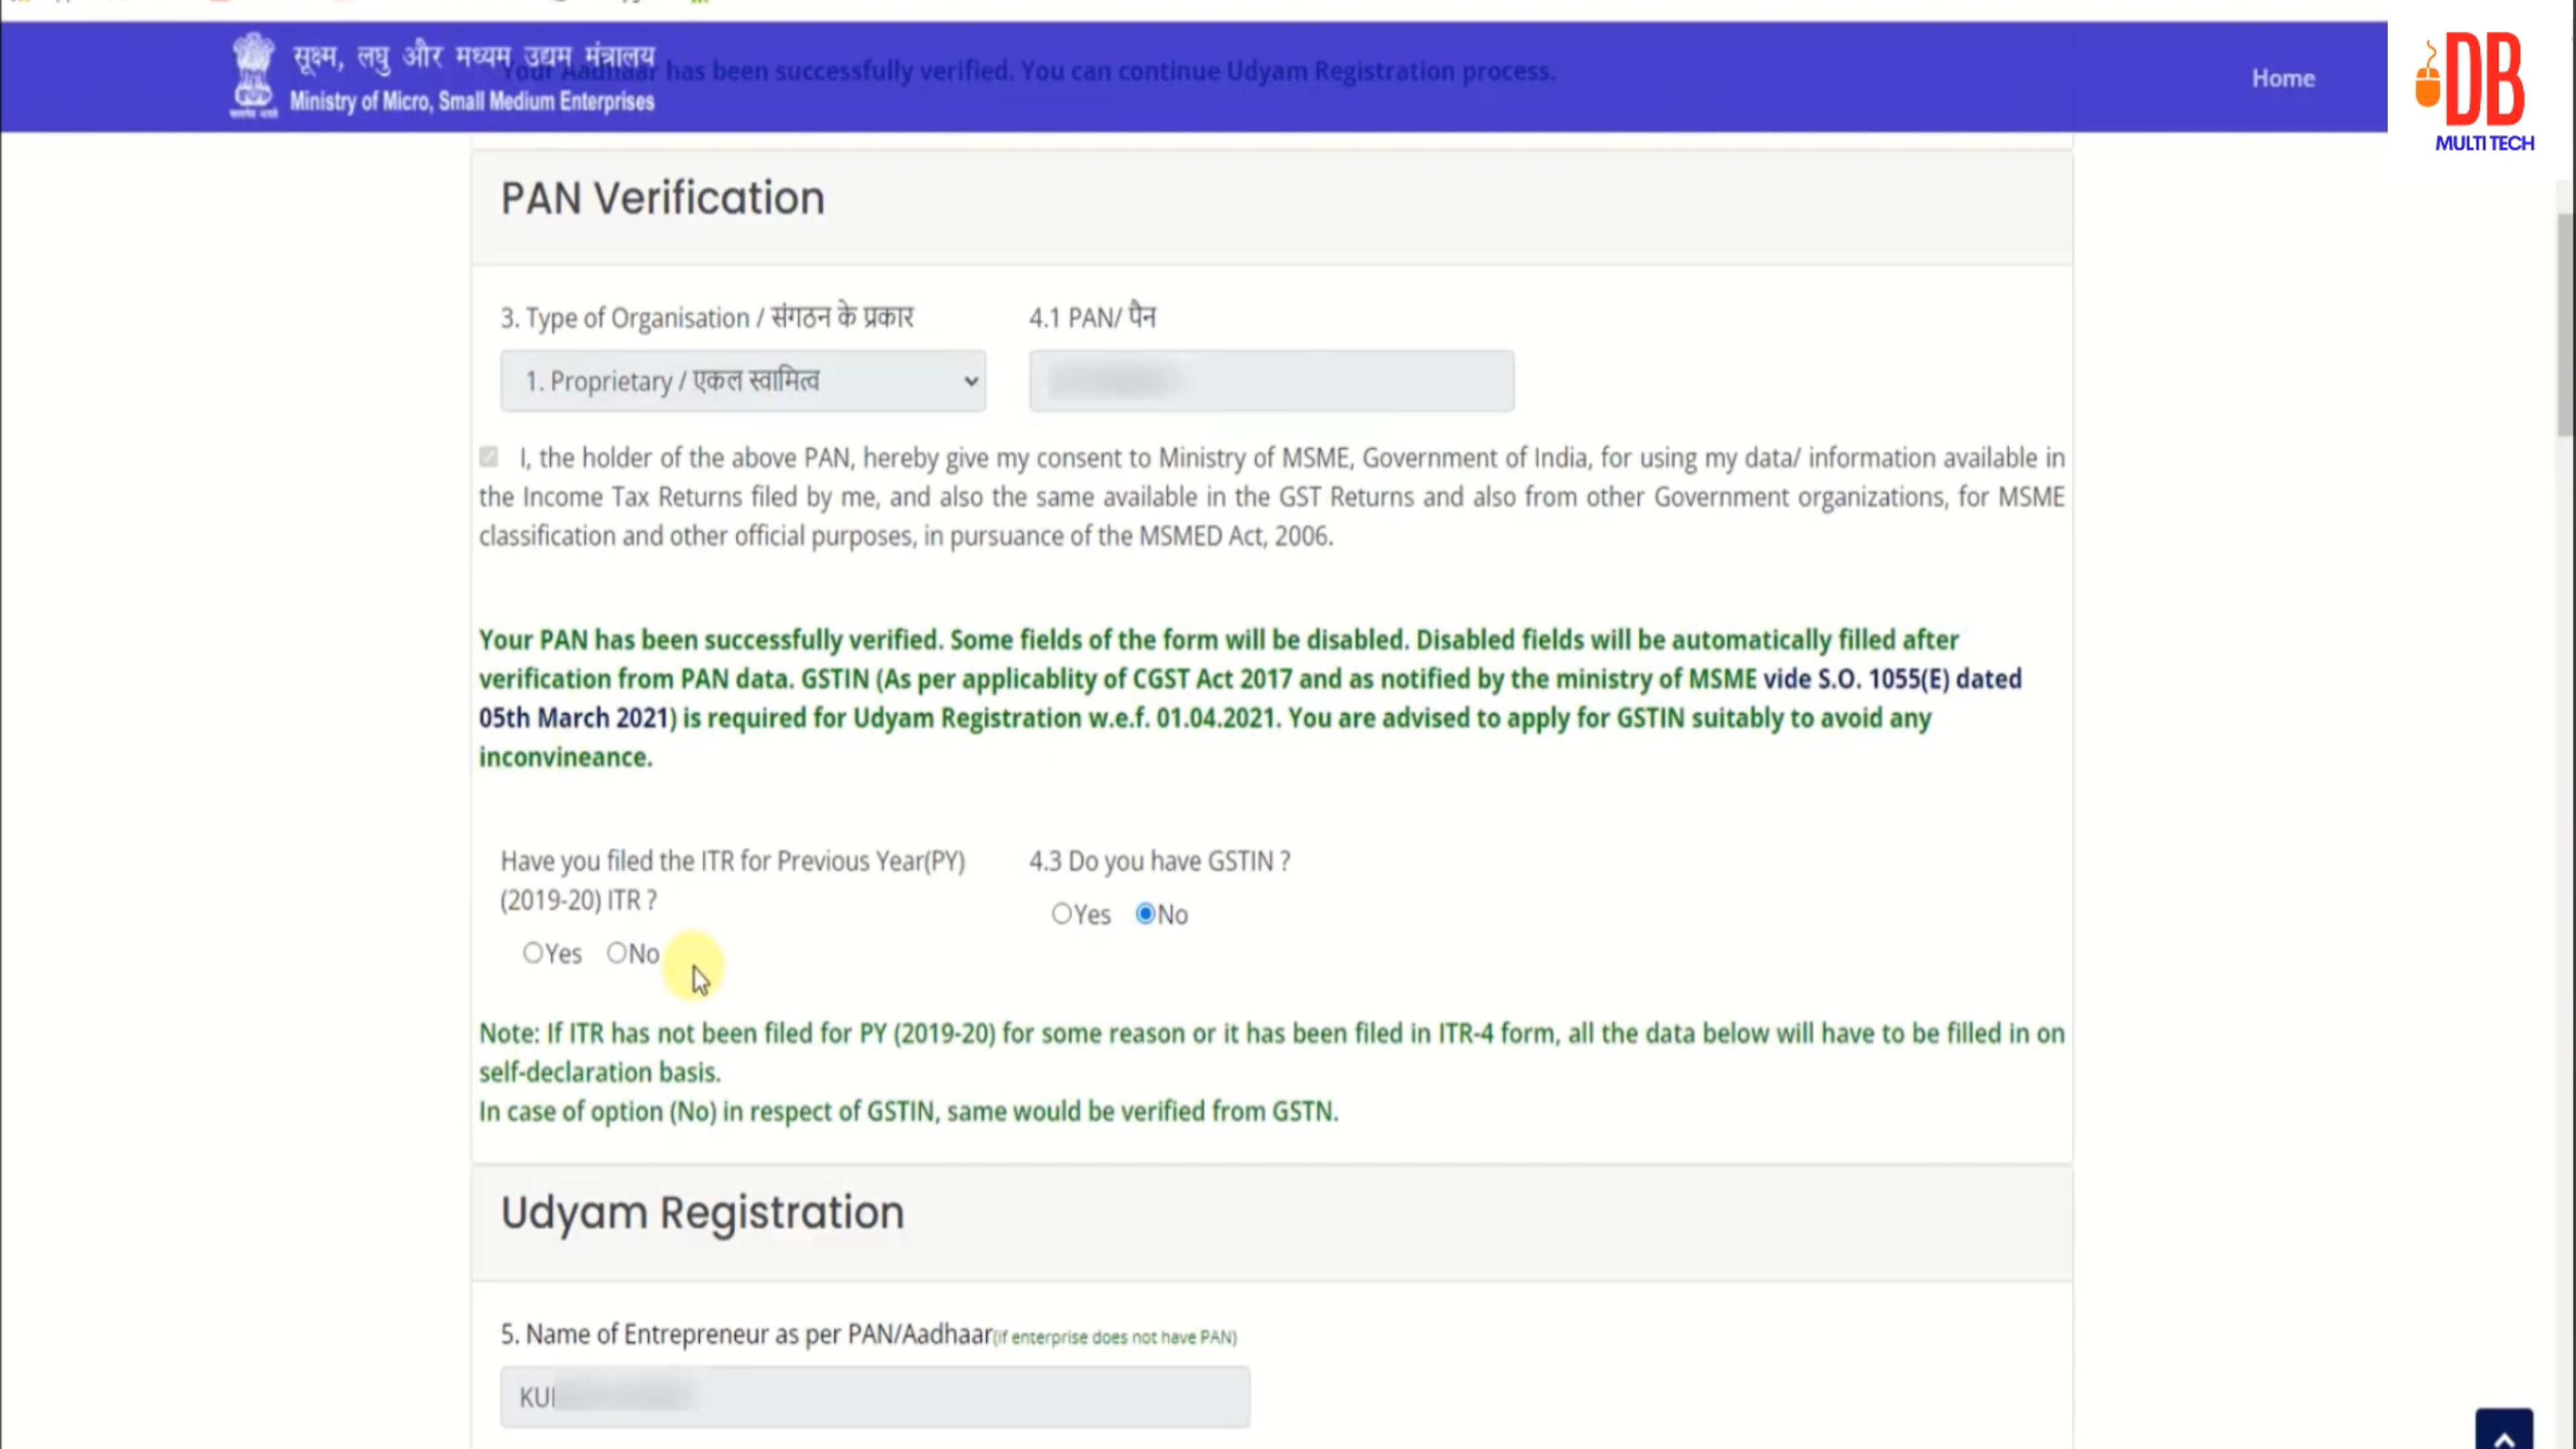 सूक्ष्म, लघु और मध्यम उद्यम मंत्रालय
Ministry of Micro, Small Medium Enterprises
Your Aadhaar has been successfully verified. You can continue Udyam Registration process.
Home
DB
MULTI TECH
PAN Verification
3. Type of Organisation / संगठन के प्रकार
4.1 PAN/ पैन
1. Proprietary / एकल स्वामित्व
I, the holder of the above PAN, hereby give my consent to Ministry of MSME, Government of India, for using my data/ information available in
the Income Tax Returns filed by me, and also the same available in the GST Returns and also from other Government organizations, for MSME
classification and other official purposes, in pursuance of the MSMED Act, 2006.
Your PAN has been successfully verified. Some fields of the form will be disabled. Disabled fields will be automatically filled after
verification from PAN data. GSTIN (As per applicablity of CGST Act 2017 and as notified by the ministry of MSME vide S.O. 1055(E) dated
05th March 2021) is required for Udyam Registration w.e.f. 01.04.2021. You are advised to apply for GSTIN suitably to avoid any
inconvineance.
Have you filed the ITR for Previous Year(PY)
(2019-20) ITR ?
Yes No
4.3 Do you have GSTIN ?
Yes No
Note: If ITR has not been filed for PY (2019-20) for some reason or it has been filed in ITR-4 form, all the data below will have to be filled in on
self-declaration basis.
In case of option (No) in respect of GSTIN, same would be verified from GSTN.
Udyam Registration
5. Name of Entrepreneur as per PAN/Aadhaar(if enterprise does not have PAN)